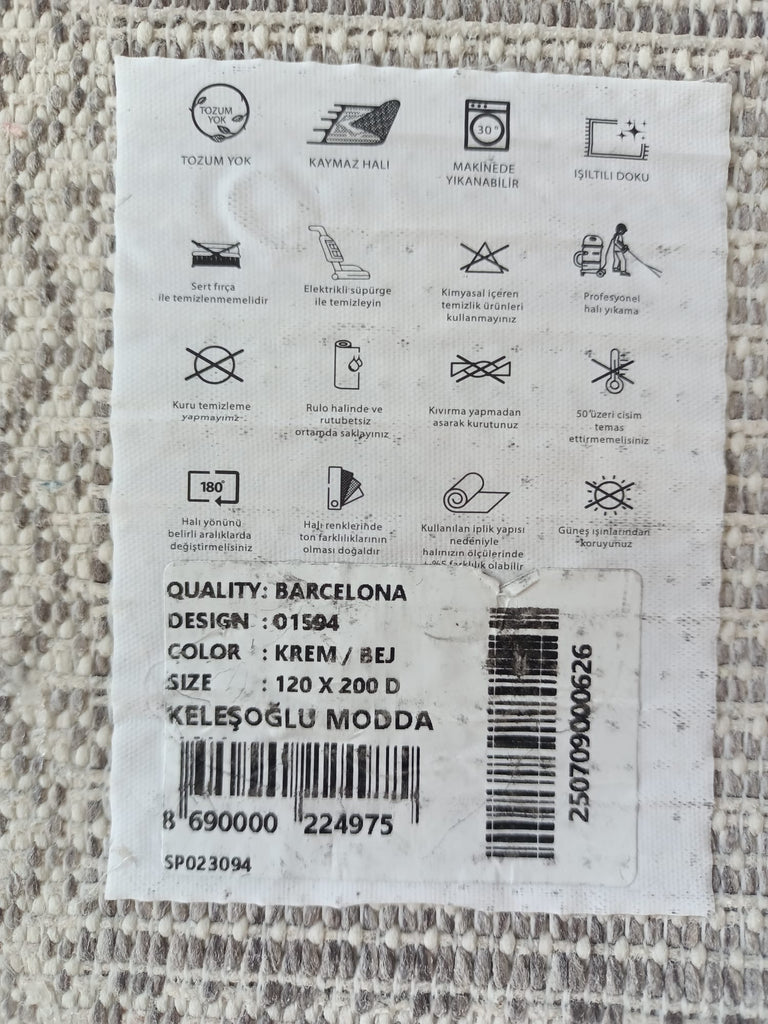 TOZUM
YOK
TOZUM YOK
KAYMAZ HALI
30°
MAKİNEDE
YIKANABİLİR
IŞILTILI DOKU
Sert fırça
ile temizlenmemelidir
Elektrikli süpürge
ile temizleyin
Kimyasal içeren
temizlik ürünleri
kullanmayınız
Profesyonel
halı yıkama
Kuru temizleme
yapmayınız
Rulo halinde ve
rutubetsiz
ortamda saklayınız
Kıvırma yapmadan
asarak kurutunuz
50°üzeri cisim
temas
ettirmemelisiniz
180°
Halı yönünü
belirli aralıklarda
değiştirmelisiniz
Halı renklerinde
ton farklılıklarının
olması doğaldır
Kullanılan iplik yapısı
nedeniyle
halınızın ölçülerinde
%5 farklılık olabilir
Güneş ışınlarından
koruyunuz
QUALITY: BARCELONA
DESIGN : 01594
COLOR : KREM / BEJ
SIZE : 120 X 200 D
KELEŞOĞLU MODDA
8 690000 224975
SP023094
2507090000626